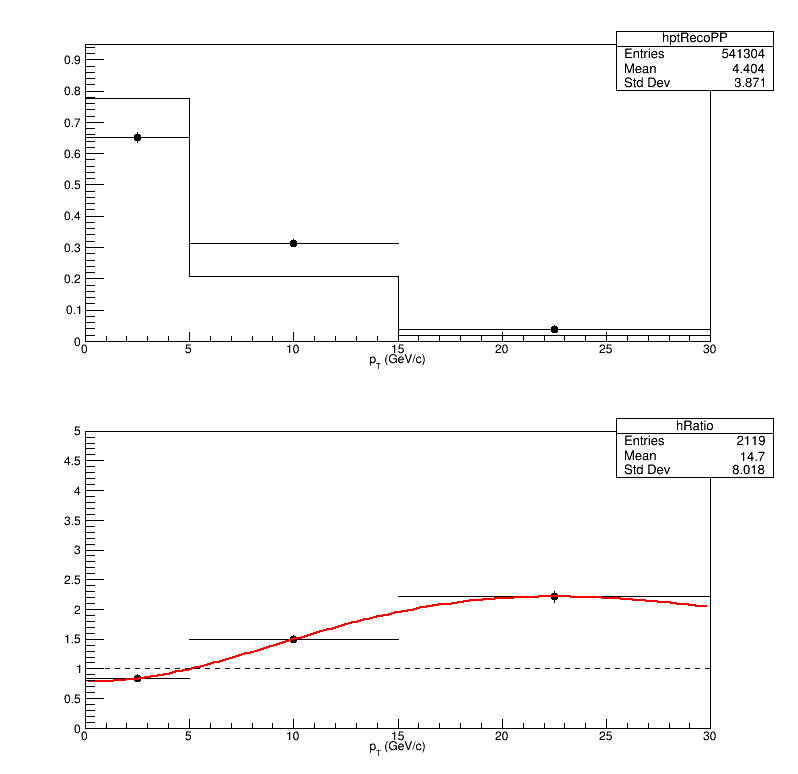 hptRecoPP
Entries 541304
Mean 4.404
Std Dev 3.871
0.9
0.8
0.7
0.6
0.5
0.4
0.3
0.2
0.1
0
0 5 10 15 20 25 30
pT (GeV/c)
hRatio
Entries 2119
Mean 14.7
Std Dev 8.018
5
4.5
4
3.5
3
2.5
2
1.5
1
0.5
0
0 5 10 15 20 25 30
pT (GeV/c)